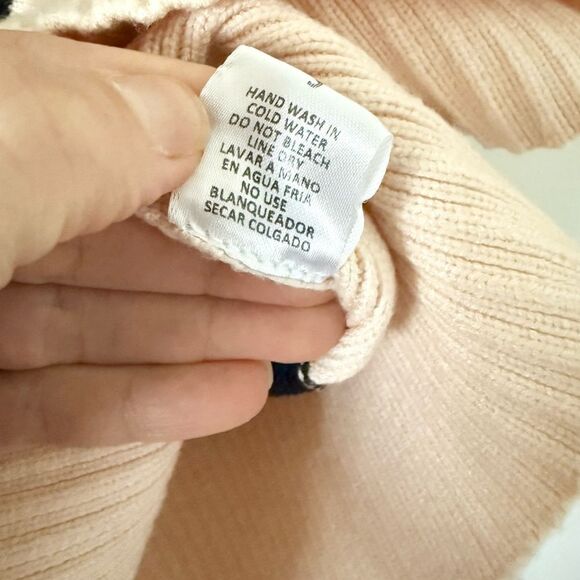 HAND WASH IN
COLD WATER
DO NOT BLEACH
LINE DRY
LAVAR A MANO
EN AGUA FRIA
NO USE
BLANQUEADOR
SECAR COLGADO